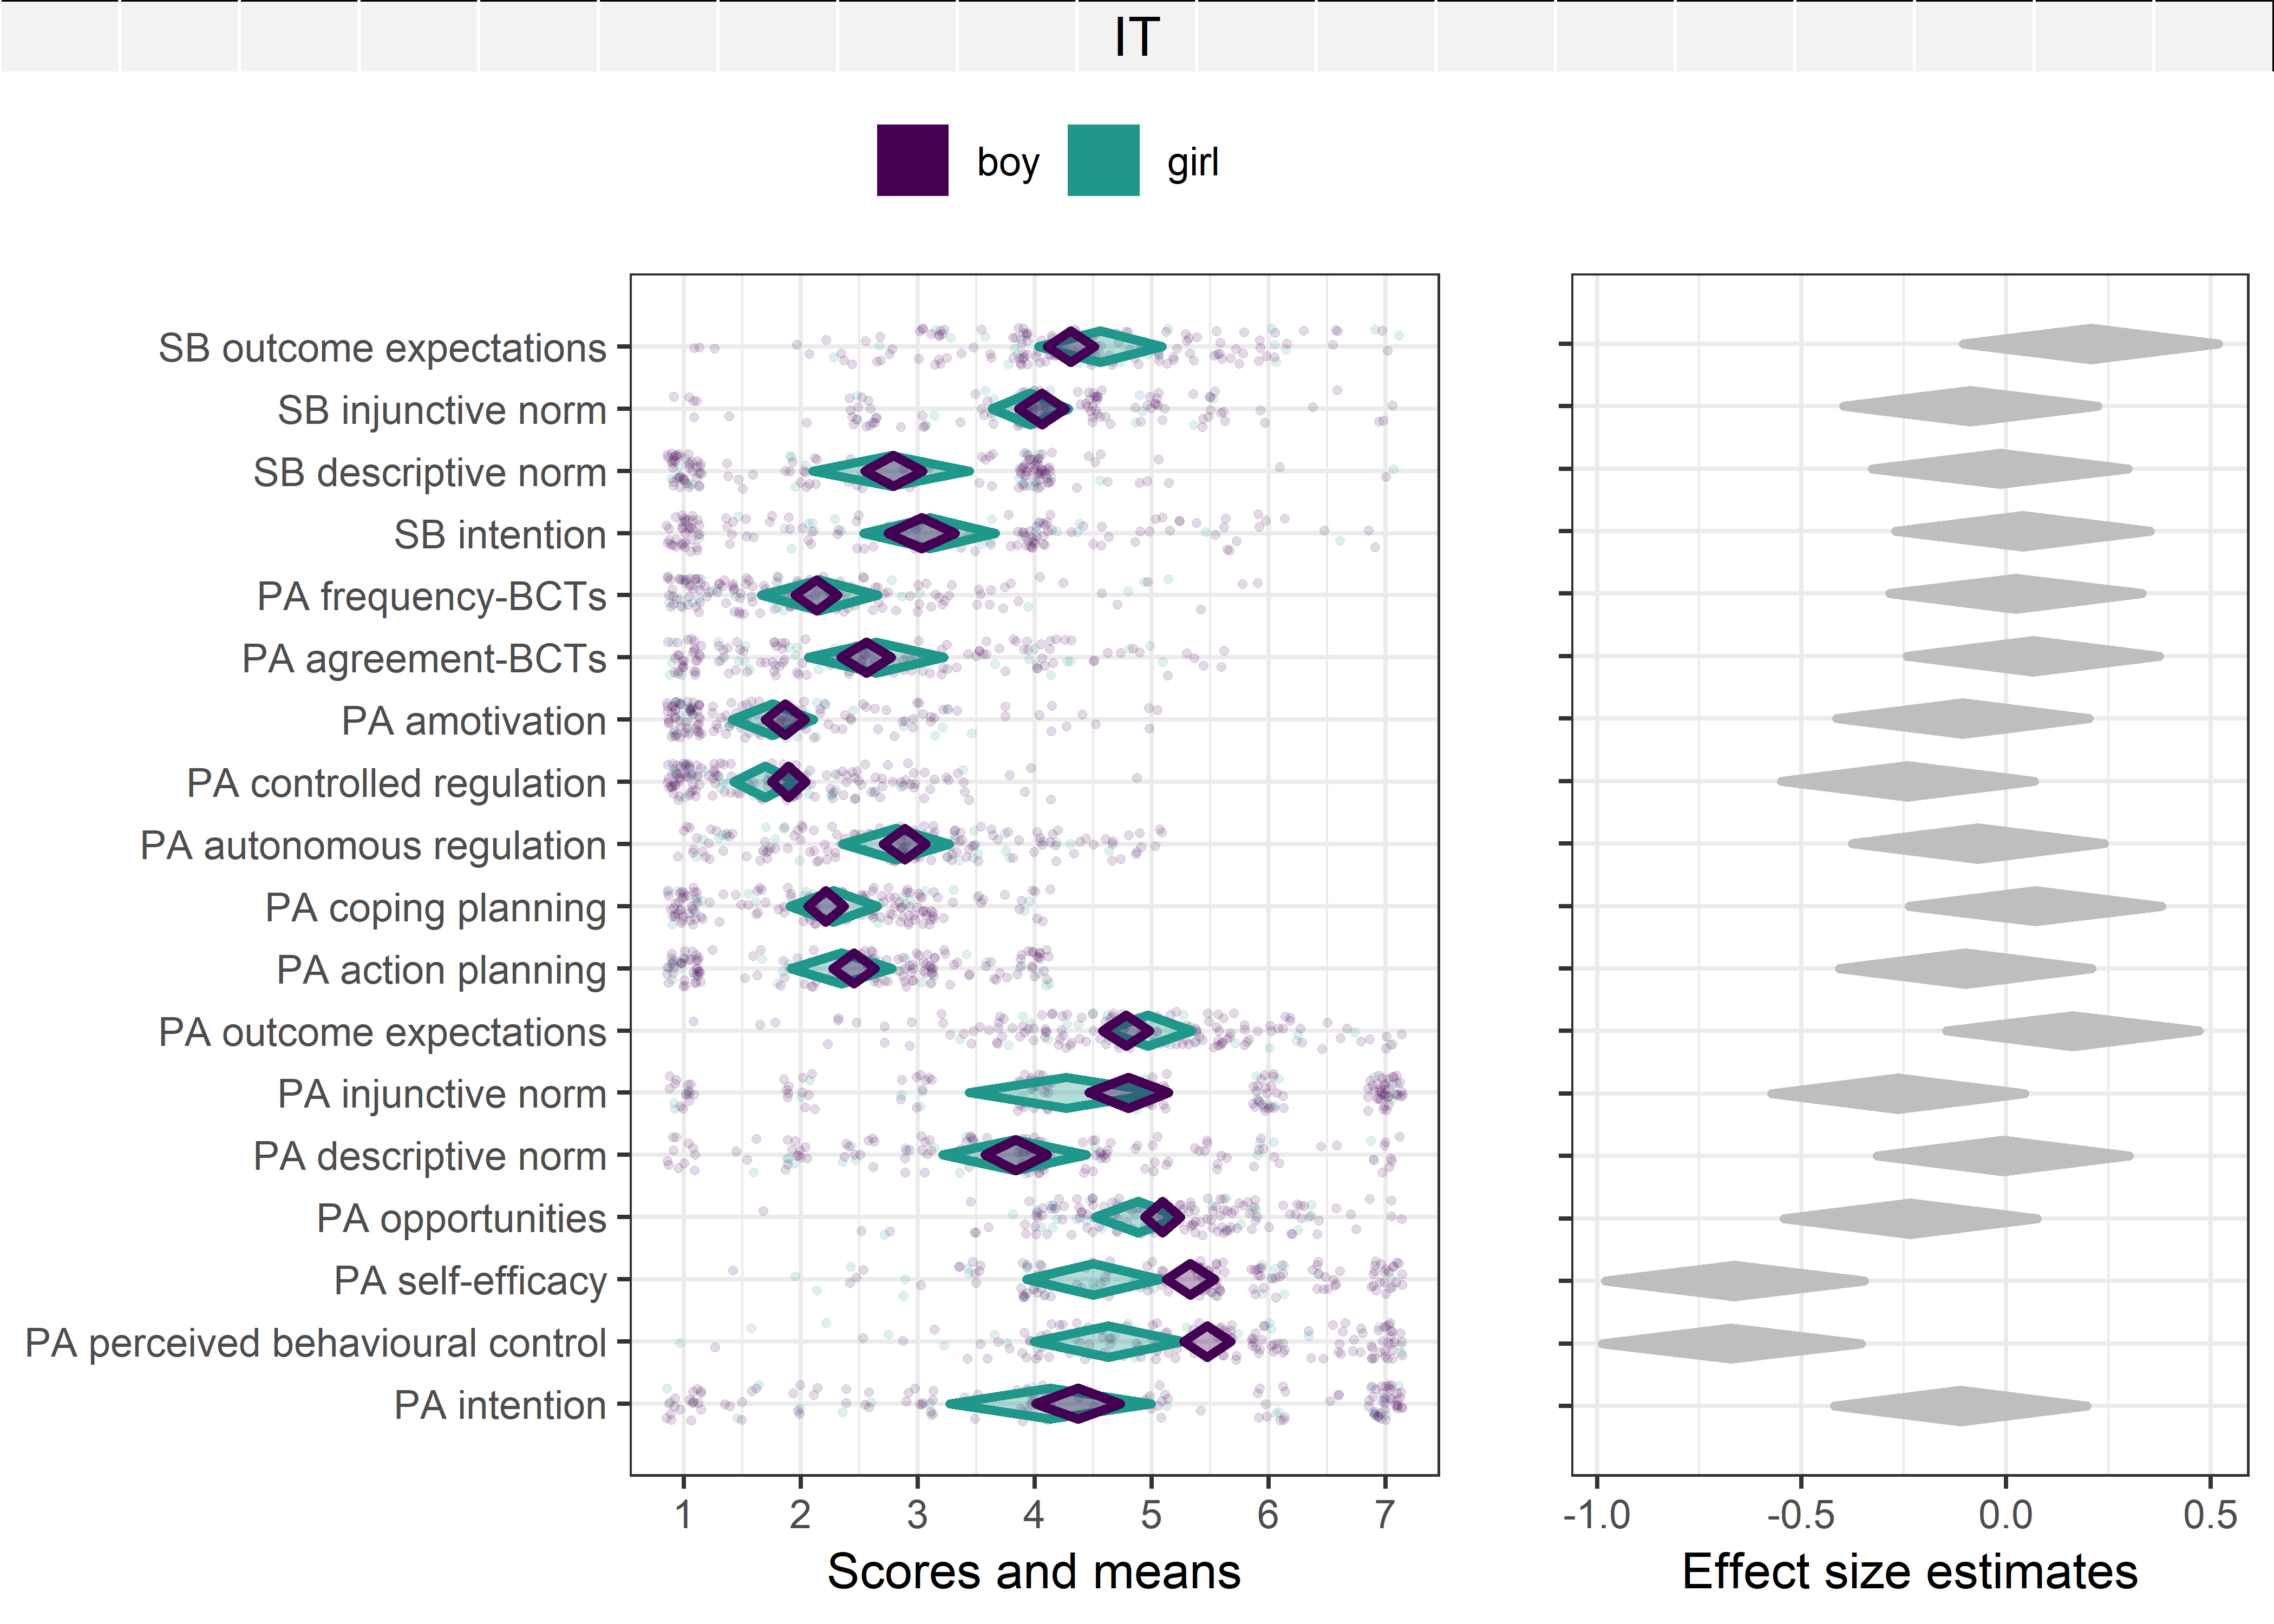 IT
boy girl
SB outcome expectations
SB injunctive norm
SB descriptive norm
SB intention
PA frequency-BCTs
PA agreement-BCTs
PA amotivation
PA controlled regulation
PA autonomous regulation
PA coping planning
PA action planning
PA outcome expectations
PA injunctive norm
PA descriptive norm
PA opportunities
PA self-efficacy
PA perceived behavioural control
PA intention
1 2 3 4 5 6 7
-1.0 -0.5 0.0 0.5
Scores and means
Effect size estimates